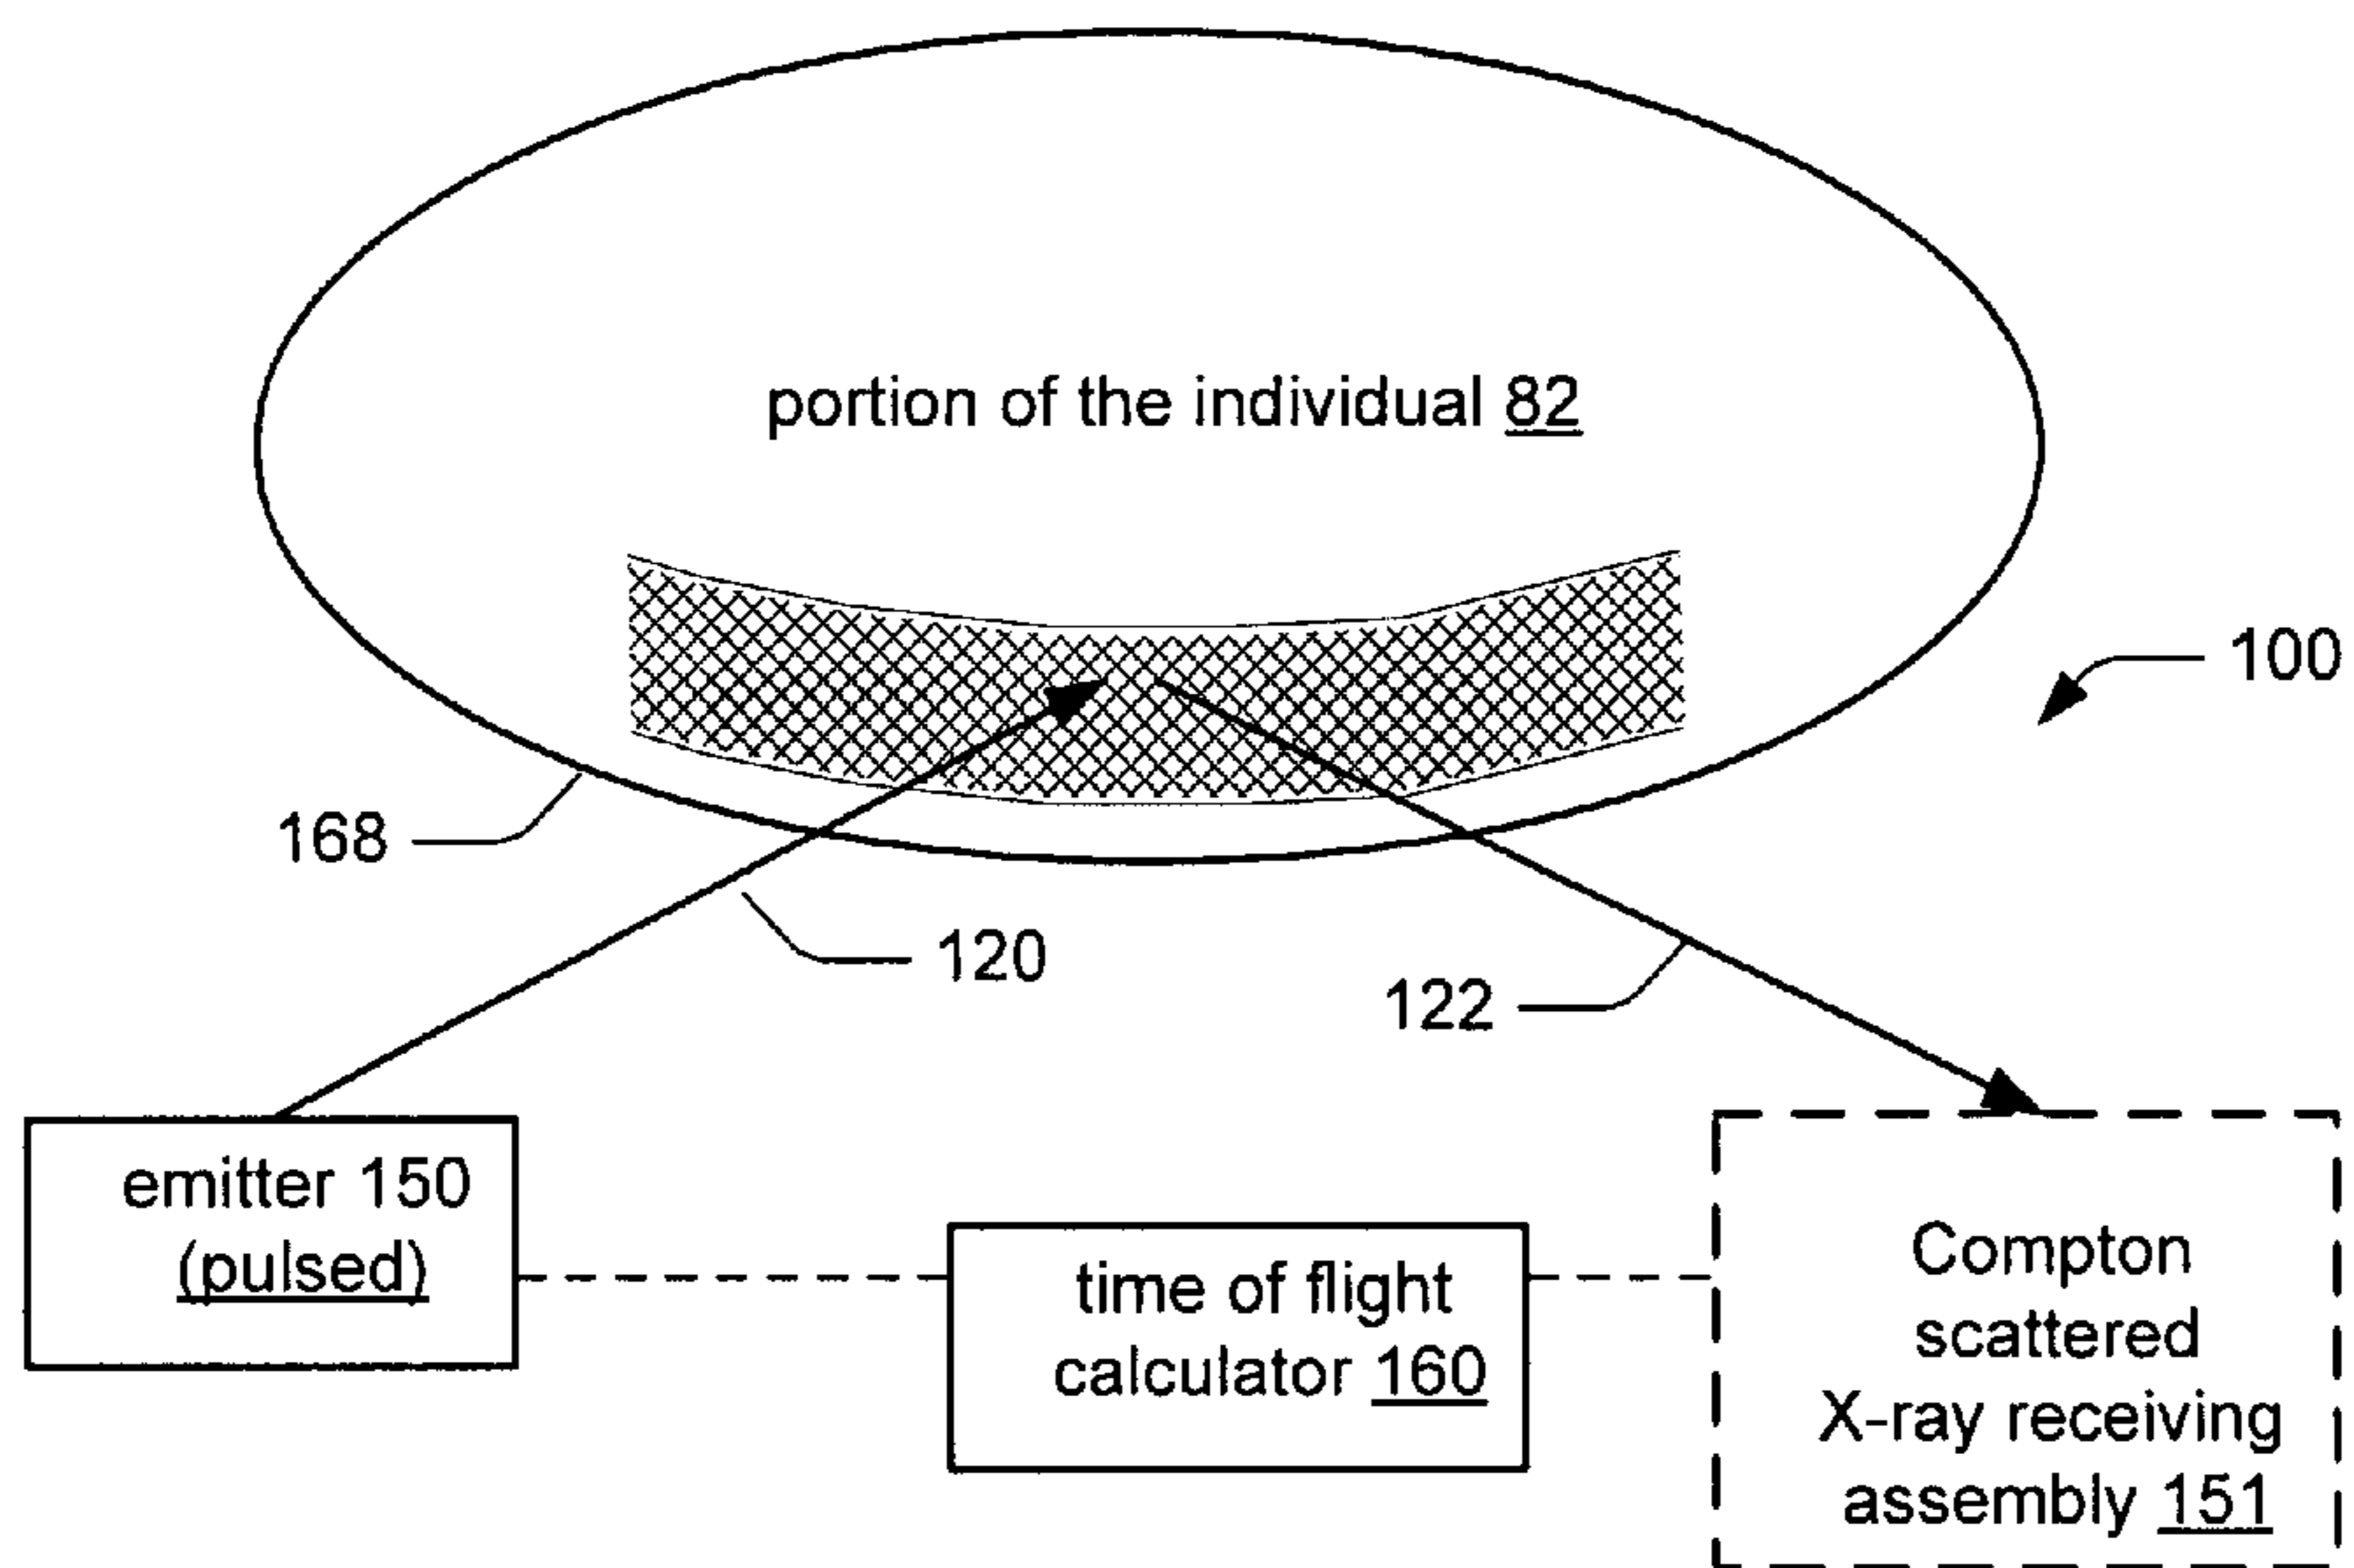 portion of the individual 82
100
168
120
122
emitter 150
(pulsed)
time of flight
calculator 160
Compton
scattered
X-ray receiving
assembly 151